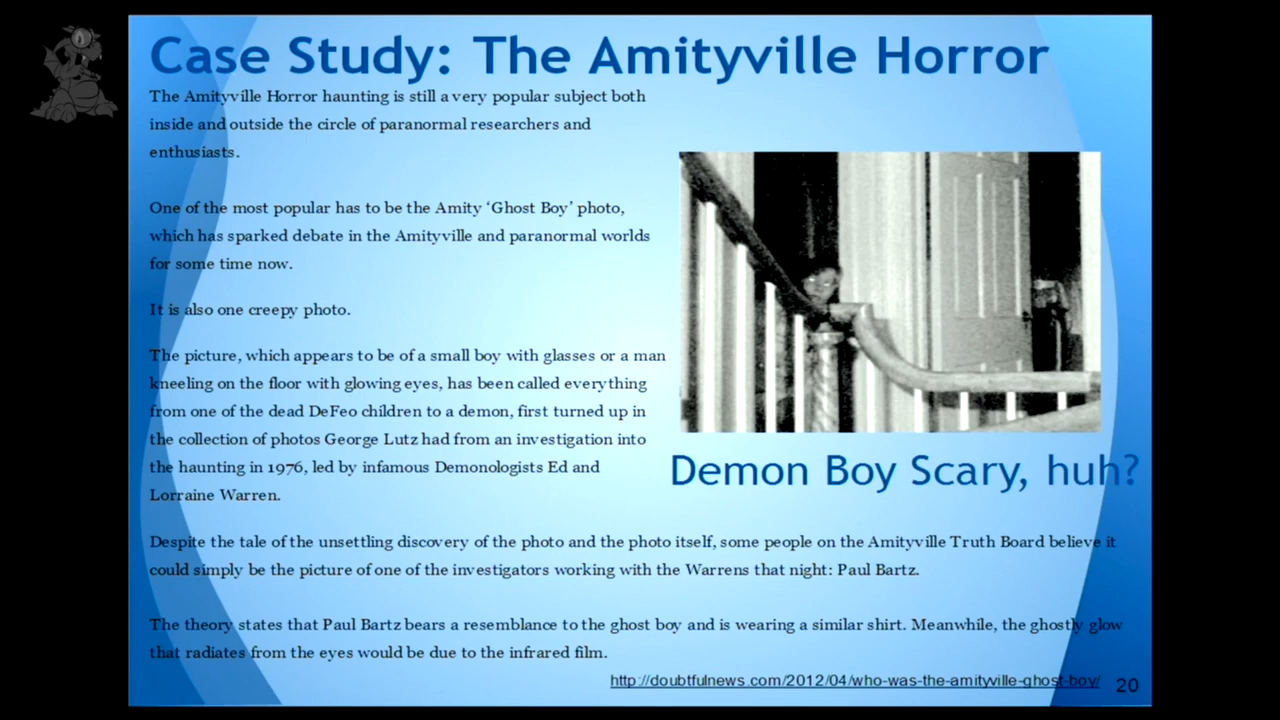 Case Study: The Amityville Horror
The Amityville Horror haunting is still a very popular subject both
inside and outside the circle of paranormal researchers and
enthusiasts.
One of the most popular has to be the Amity ‘Ghost Boy’ photo,
which has sparked debate in the Amityville and paranormal worlds
for some time now.
It is also one creepy photo.
The picture, which appears to be of a small boy with glasses or a man
kneeling on the floor with glowing eyes, has been called everything
from one of the dead DeFeo children to a demon, first turned up in
the collection of photos George Lutz had from an investigation into
the haunting in 1976, led by infamous Demonologists Ed and
Lorraine Warren.
Demon Boy Scary, huh?
Despite the tale of the unsettling discovery of the photo and the photo itself, some people on the Amityville Truth Board believe it
could simply be the picture of one of the investigators working with the Warrens that night: Paul Bartz.
The theory states that Paul Bartz bears a resemblance to the ghost boy and is wearing a similar shirt. Meanwhile, the ghostly glow
that radiates from the eyes would be due to the infrared film.
http://doubtfulnews.com/2012/04/who-was-the-amityville-ghost-boy/
20